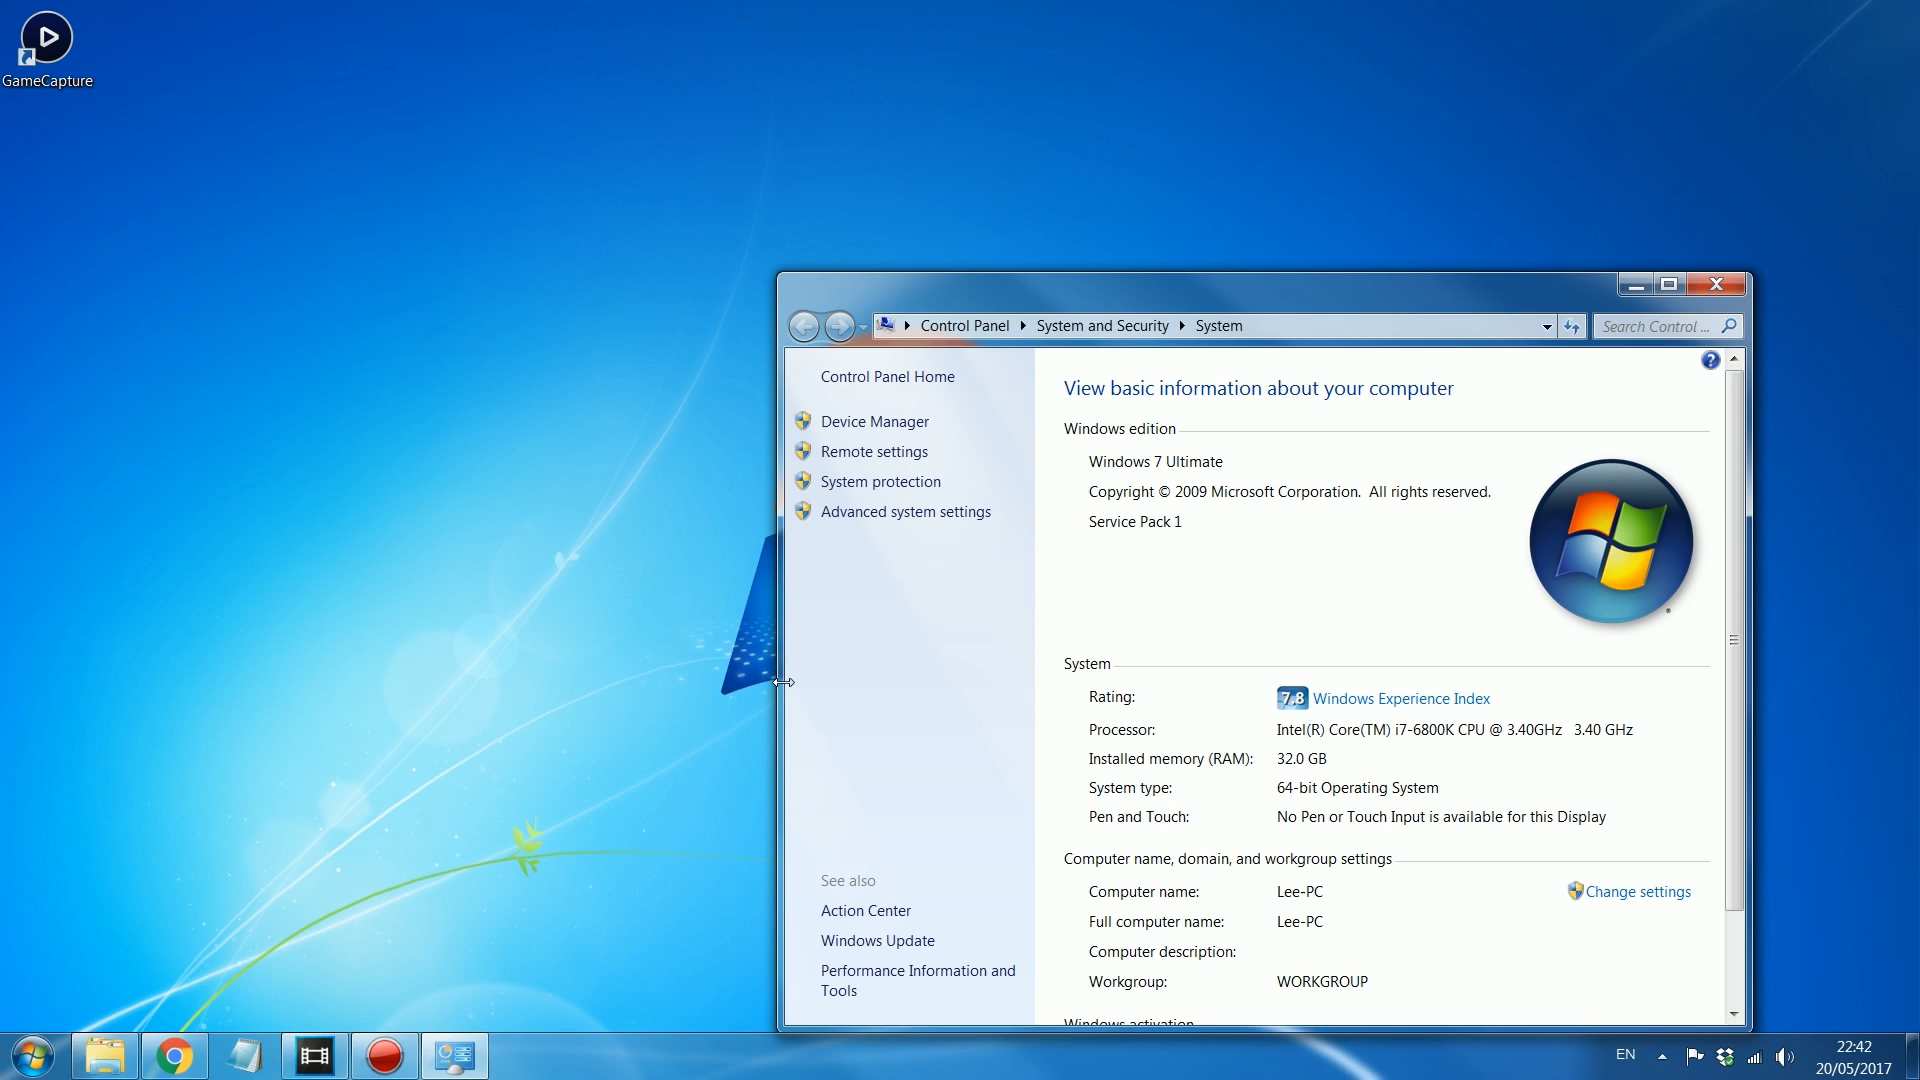 GameCapture
Control Panel ▸ System and Security ▸ System
Search Control ...
Control Panel Home
Device Manager
Remote settings
System protection
Advanced system settings
See also
Action Center
Windows Update
Performance Information and
Tools
View basic information about your computer
Windows edition
Windows 7 Ultimate
Copyright © 2009 Microsoft Corporation.  All rights reserved.
Service Pack 1
System
Rating: 7.8 Windows Experience Index
Processor: Intel(R) Core(TM) i7-6800K CPU @ 3.40GHz   3.40 GHz
Installed memory (RAM): 32.0 GB
System type: 64-bit Operating System
Pen and Touch: No Pen or Touch Input is available for this Display
Computer name, domain, and workgroup settings
Computer name: Lee-PC Change settings
Full computer name: Lee-PC
Computer description:
Workgroup: WORKGROUP
Windows activation
EN
22:42
20/05/2017